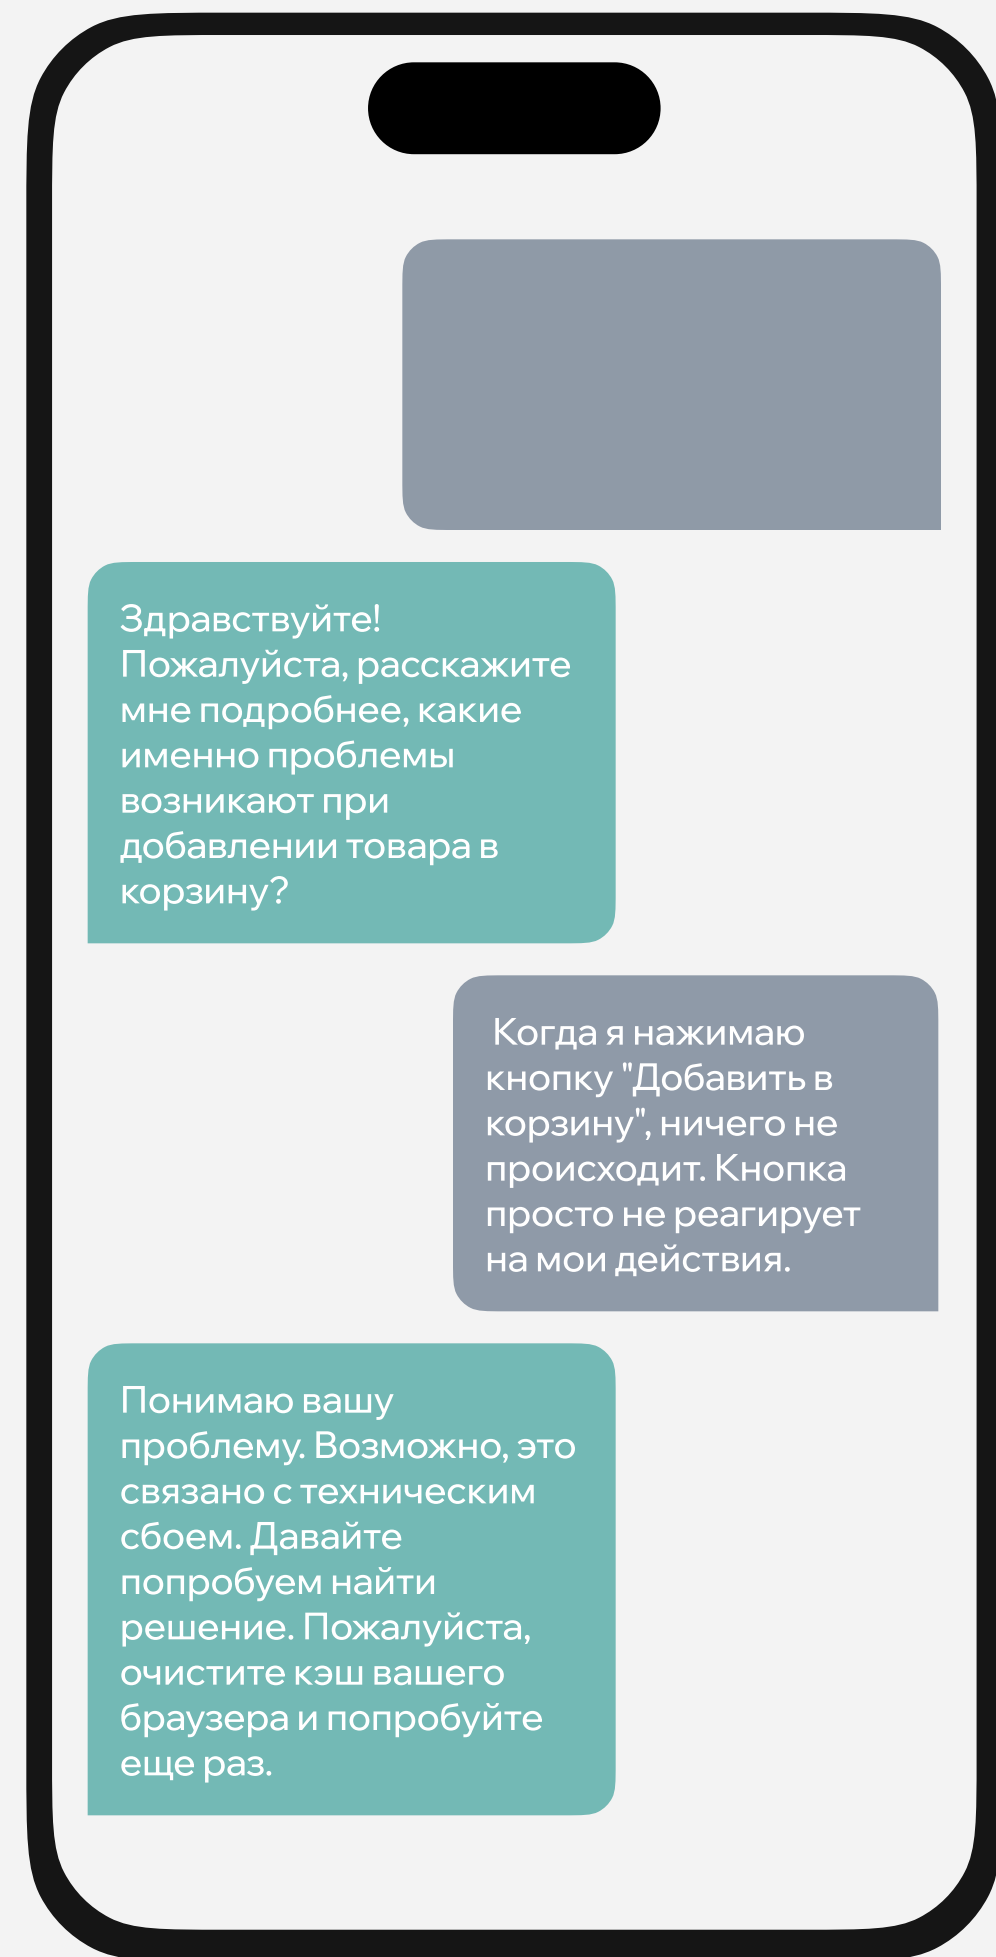 Здравствуйте!
Пожалуйста, расскажите
мне подробнее, какие
именно проблемы
возникают при
добавлении товара в
корзину?
Когда я нажимаю
кнопку "Добавить в
корзину", ничего не
происходит. Кнопка
просто не реагирует
на мои действия.
Понимаю вашу
проблему. Возможно, это
связано с техническим
сбоем. Давайте
попробуем найти
решение. Пожалуйста,
очистите кэш вашего
браузера и попробуйте
еще раз.